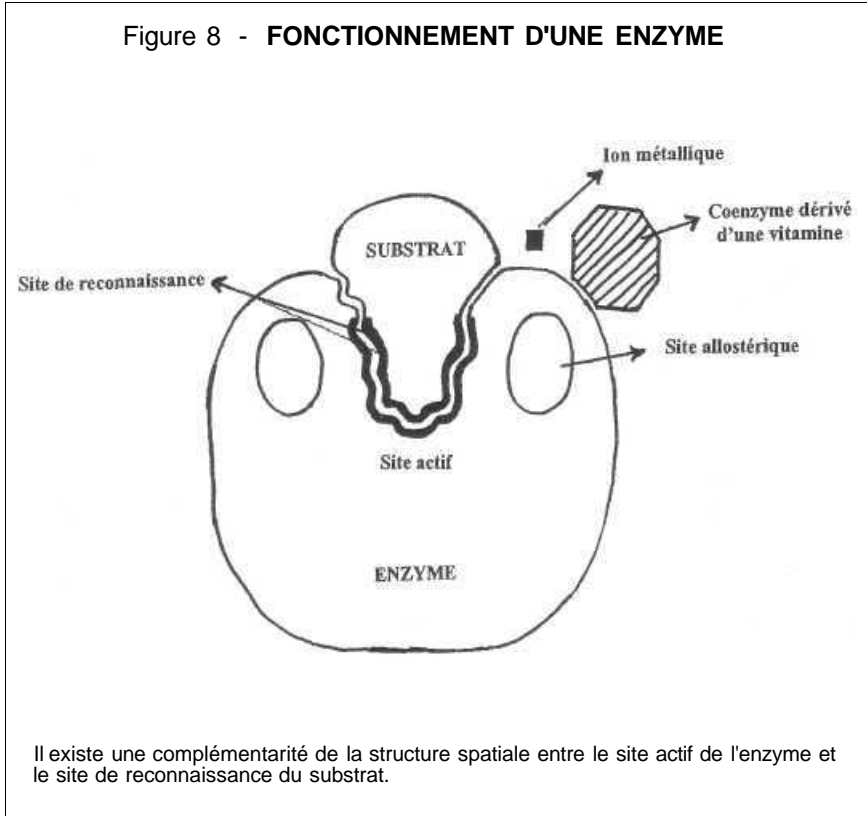 Figure 8 - FONCTIONNEMENT D'UNE ENZYME
Ion métallique
Coenzyme dérivé
d'une vitamine
SUBSTRAT
Site de reconnaissance
Site allostérique
Site actif
ENZYME
Il existe une complémentarité de la structure spatiale entre le site actif de l'enzyme et
le site de reconnaissance du substrat.